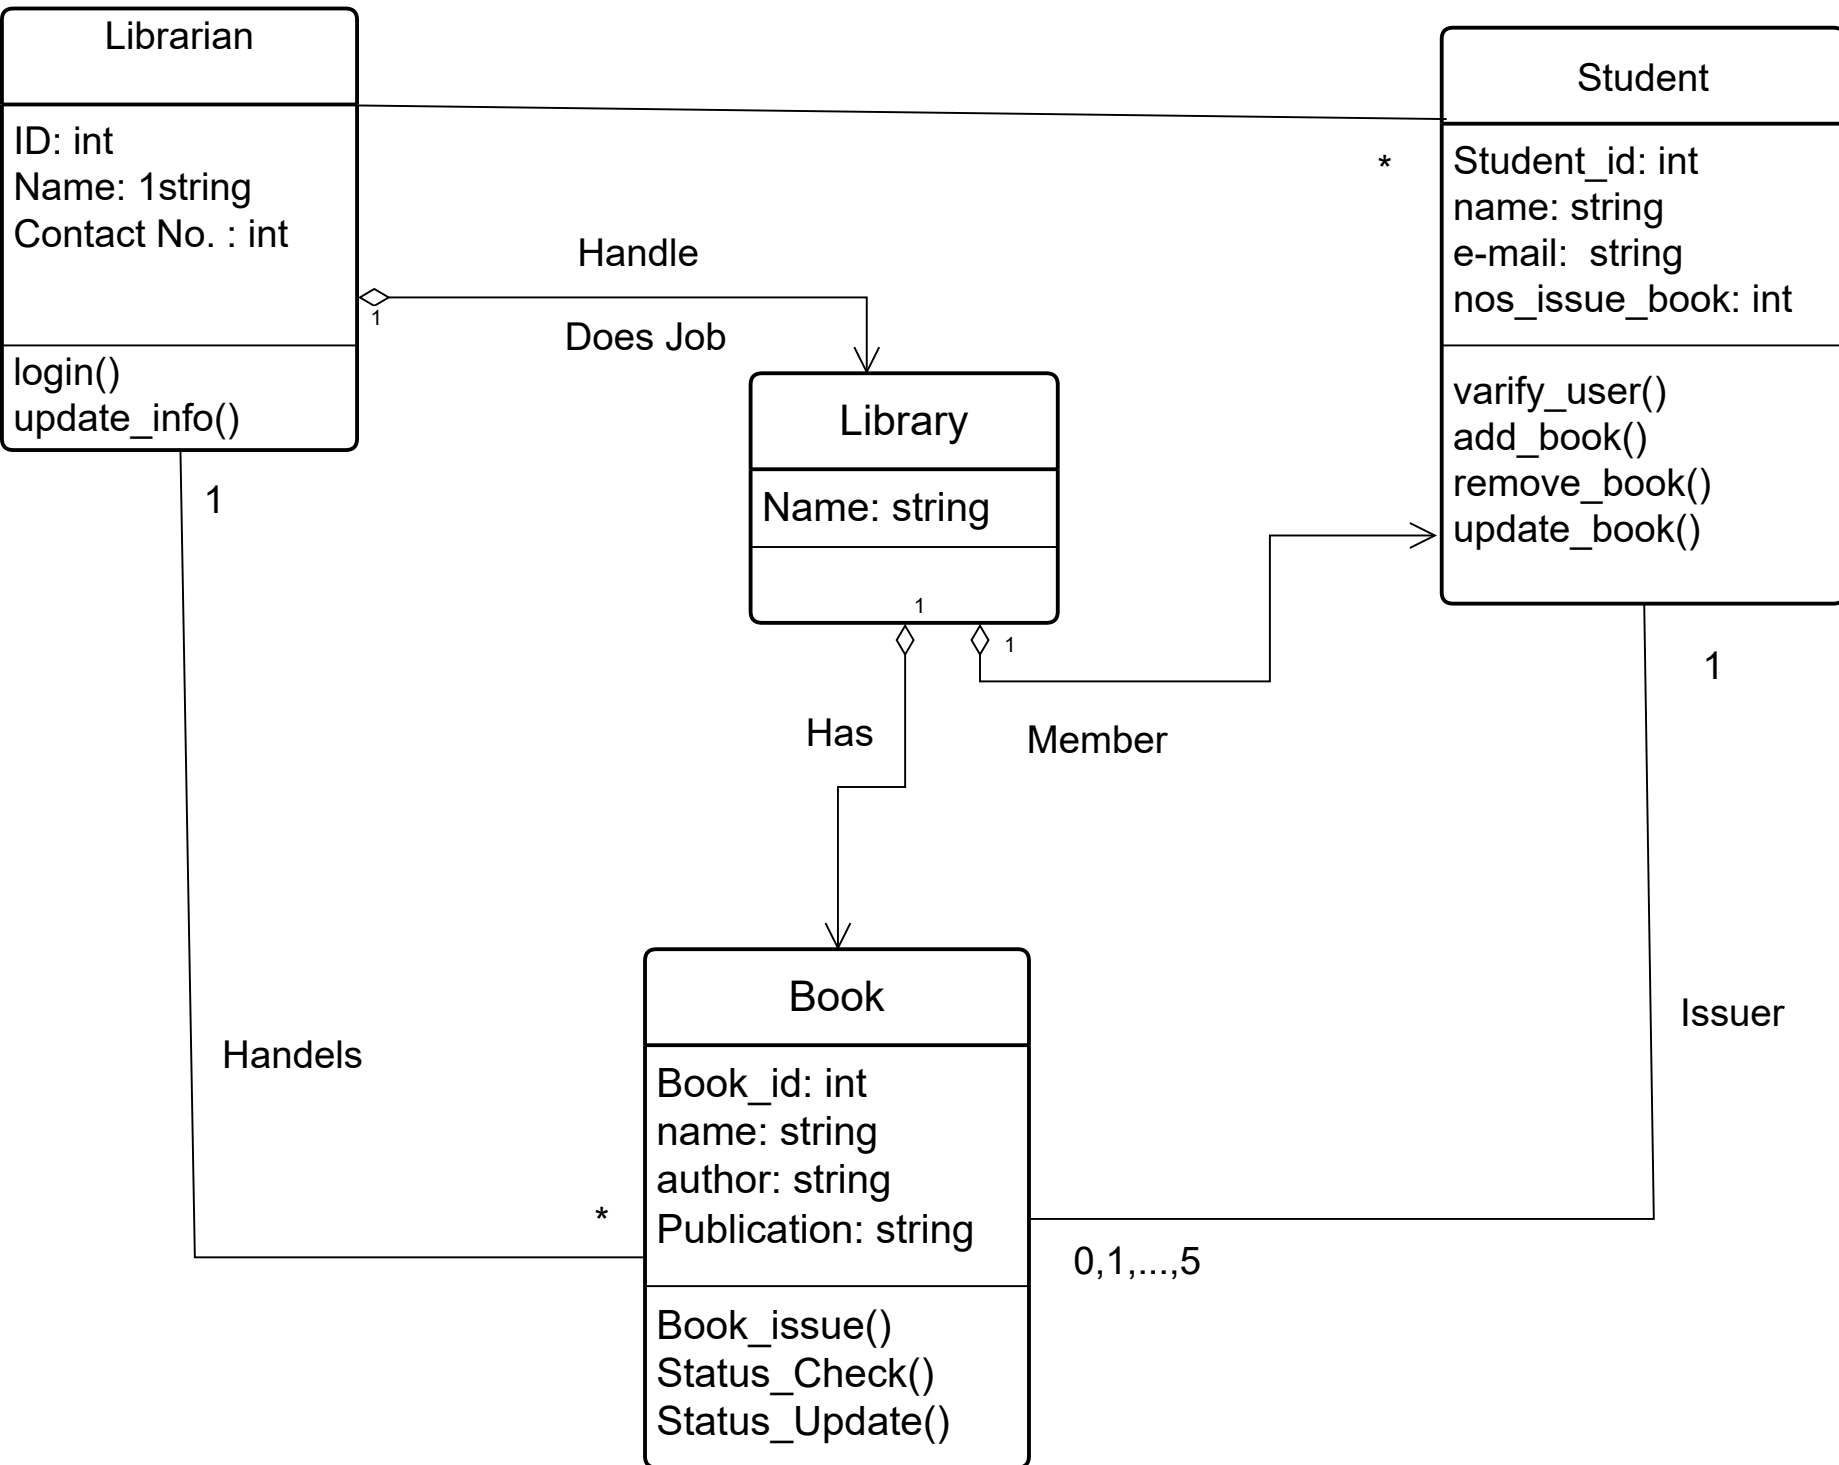 Librarian
ID: int
Name: 1string
Contact No. : int
login()
update_info()
1
Handle
Does Job
1
Library
Name: string
1
1
Has
Member
Student
*
Student_id: int
name: string
e-mail:  string
nos_issue_book: int
varify_user()
add_book()
remove_book()
update_book()
1
Issuer
Handels
*
Book
Book_id: int
name: string
author: string
Publication: string
Book_issue()
Status_Check()
Status_Update()
0,1,...,5